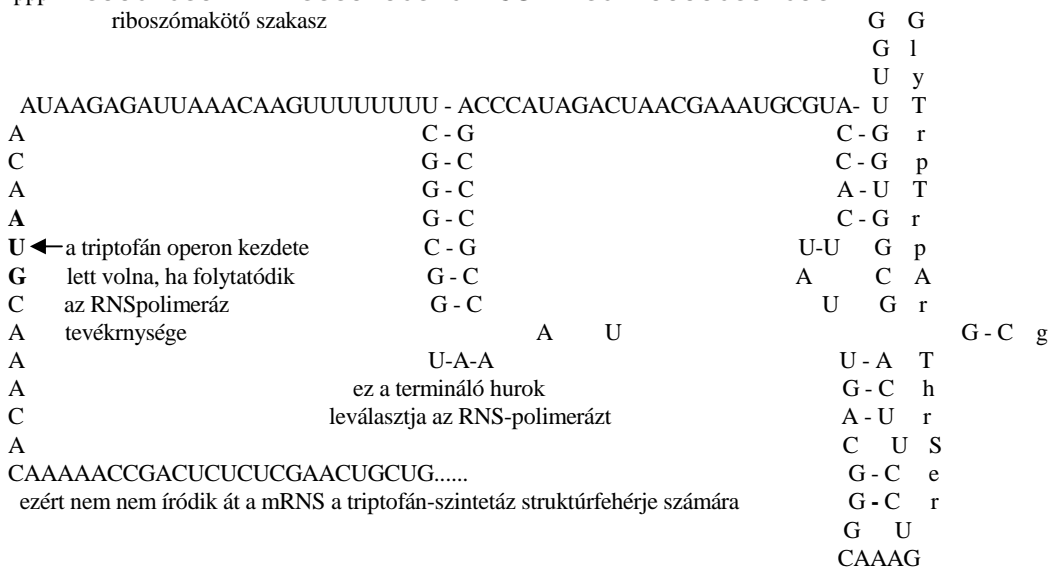 riboszómakötő szakasz G G
G l
U y
AUAAGAGAUUAAACAAGUUUUUUUU - ACCCAUAGACUAACGAAAUGCGUA- U T
A C - G C - G r
C G - C C - G p
A G - C A - U T
A G - C C - G r
U a triptofán operon kezdete C - G U-U G p
G lett volna, ha folytatódik G - C A C A
C az RNSpolimeráz G - C U G r
A tevékrnysége A U G - C g
A U-A-A U - A T
A ez a termináló hurok G - C h
C leválasztja az RNS-polimerázt A - U r
A C U S
CAAAAACCGACUCUCUCGAACUGCUG...... G - C e
ezért nem nem íródik át a mRNS a triptofán-szintetáz struktúrfehérje számára G - C r
G U
CAAAG